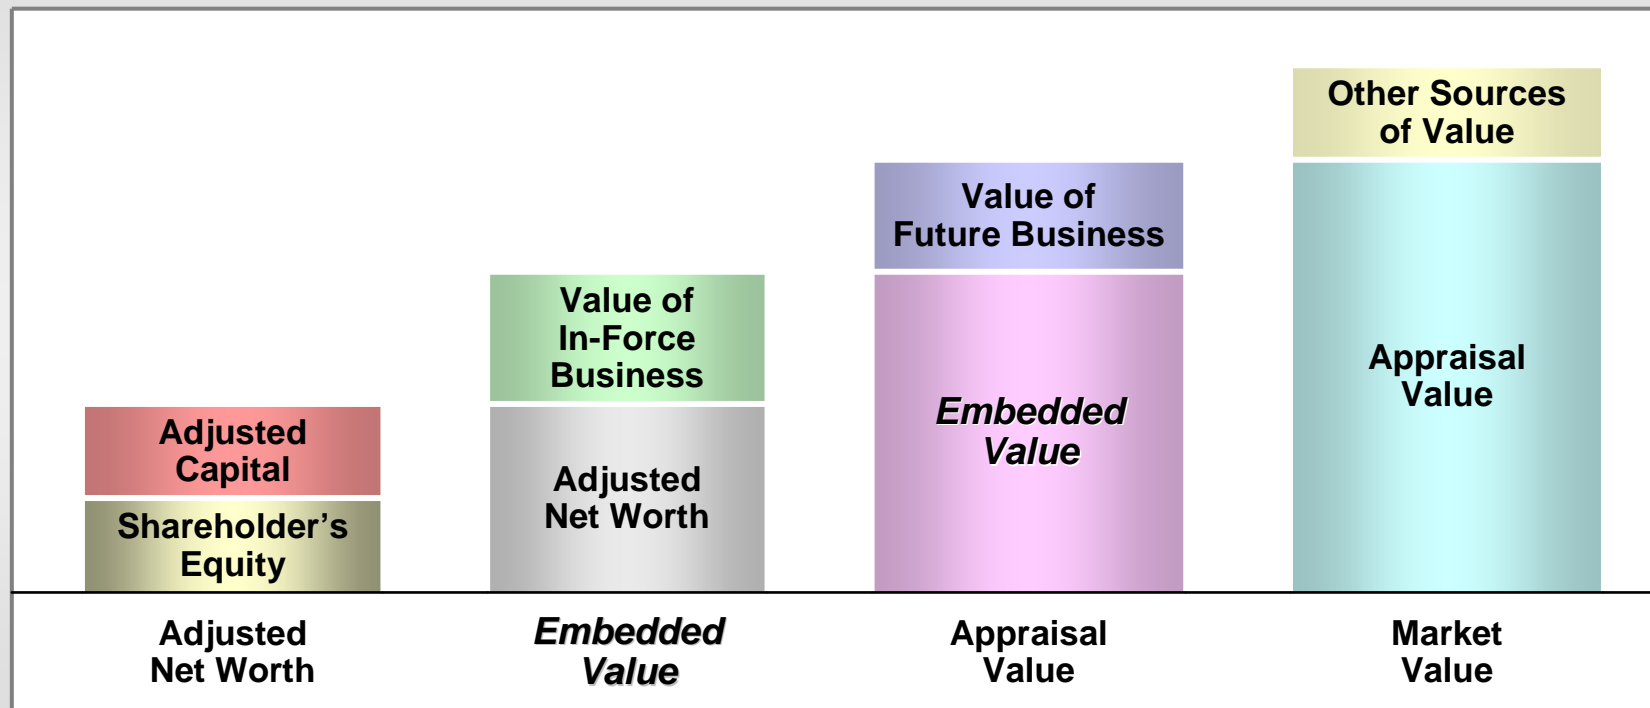 Other Sources
of Value
Value of
Future Business
Value of
In-Force
Business
Appraisal
Value
Embedded
Value
Adjusted
Capital
Adjusted
Net Worth
Shareholder’s
Equity
Adjusted
Net Worth
Embedded
Value
Appraisal
Value
Market
Value